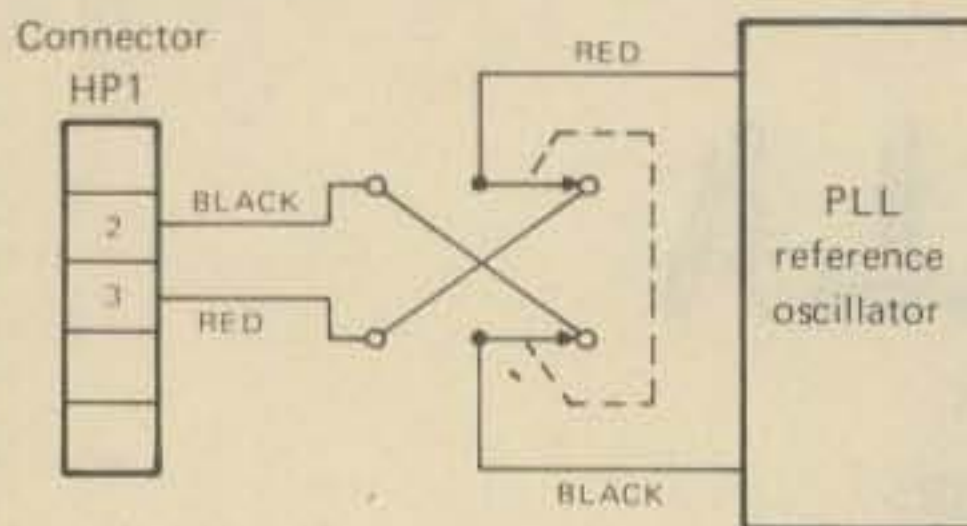 Connector
HP1
2
3
BLACK
RED
RED
BLACK
PLL
reference
oscillator